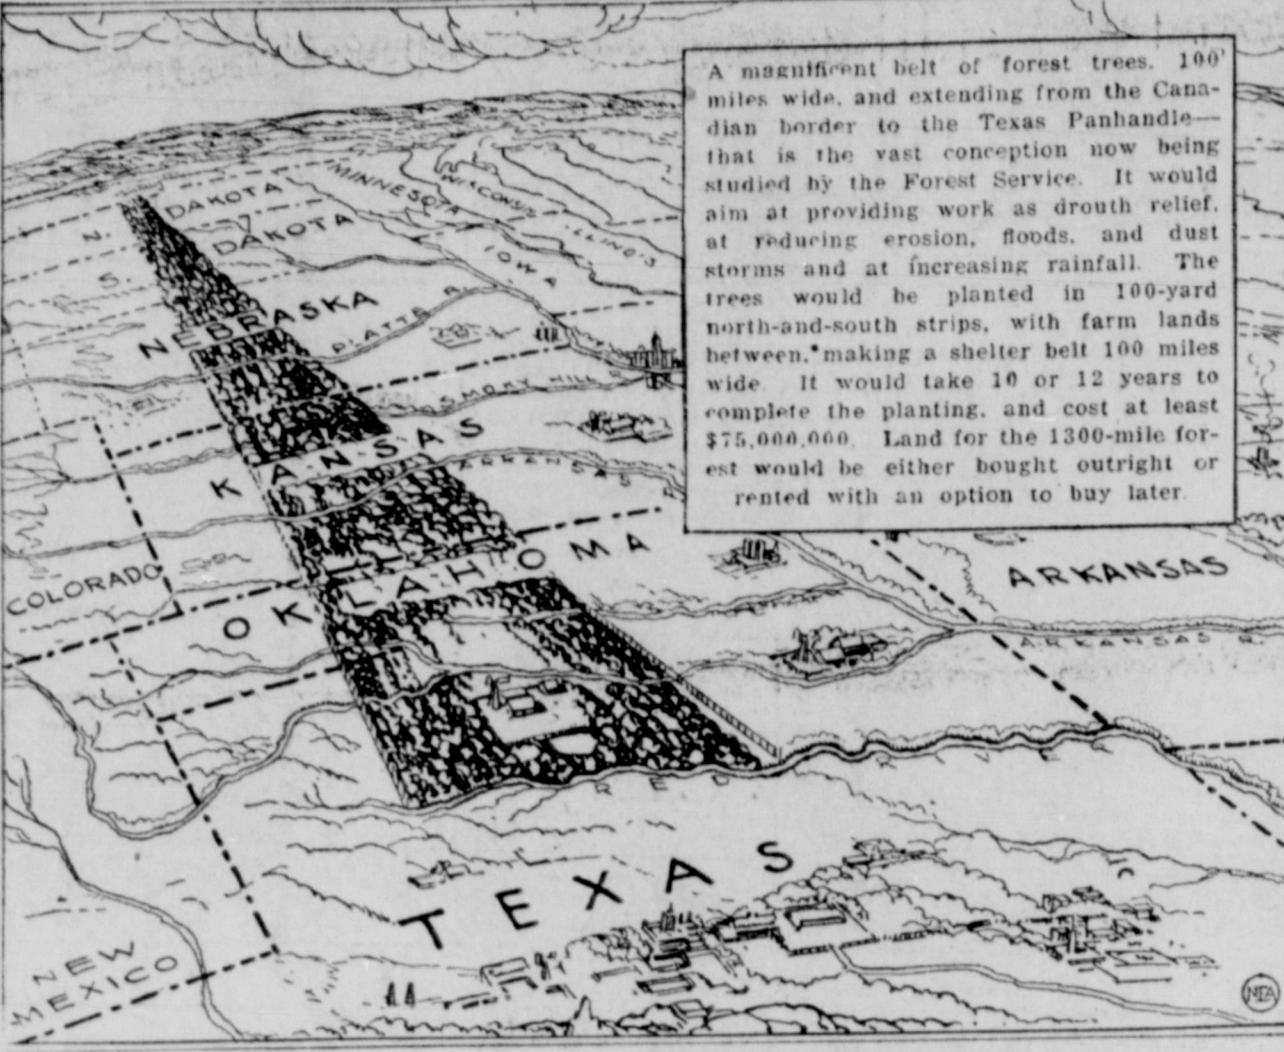 A magnificent belt of forest trees, 100
miles wide, and extending from the Cana-
dian border to the Texas Panhandle—
that is the vast conception now being
studied by the Forest Service. It would
aim at providing work as drouth relief,
at reducing erosion, floods, and dust
storms and at increasing rainfall. The
trees would be planted in 100-yard
north-and-south strips, with farm lands
between, making a shelter belt 100 miles
wide. It would take 10 or 12 years to
complete the planting, and cost at least
$75,000,000. Land for the 1300-mile for-
est would be either bought outright or
rented with an option to buy later.
N. DAKOTA
MINNESOTA
WISCONSIN
S. DAKOTA
ILLINOIS
IOWA
NEBRASKA
PLATTE R.
SMOKY HILL
KANSAS
ARKANSAS R
COLORADO
OKLAHOMA
ARKANSAS
ARKANSAS R.
RED RIVER
TEXAS
NEW
MEXICO
NEA